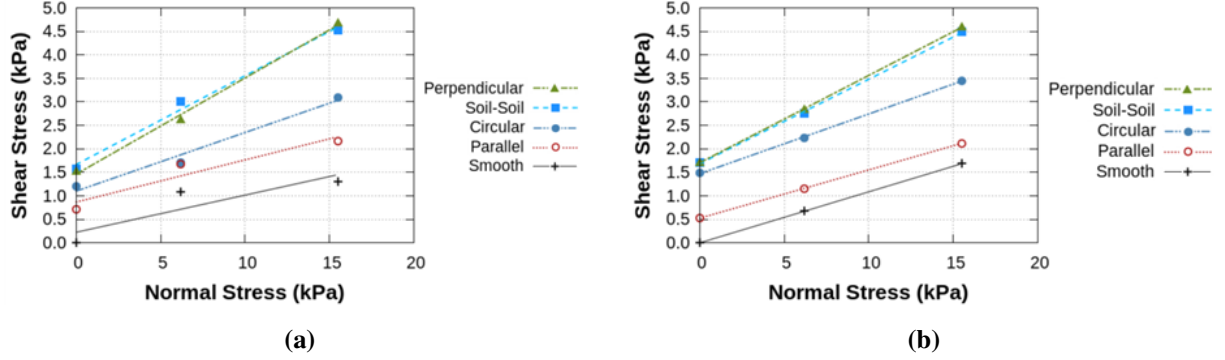 5.0
4.5
4.0
3.5
3.0
2.5
2.0
1.5
1.0
0.5
0.0
Shear Stress (kPa)
0 5 10 15 20
Normal Stress (kPa)
Perpendicular
Soil-Soil
Circular
Parallel
Smooth
(a)
5.0
4.5
4.0
3.5
3.0
2.5
2.0
1.5
1.0
0.5
0.0
Shear Stress (kPa)
0 5 10 15 20
Normal Stress (kPa)
Perpendicular
Soil-Soil
Circular
Parallel
Smooth
(b)